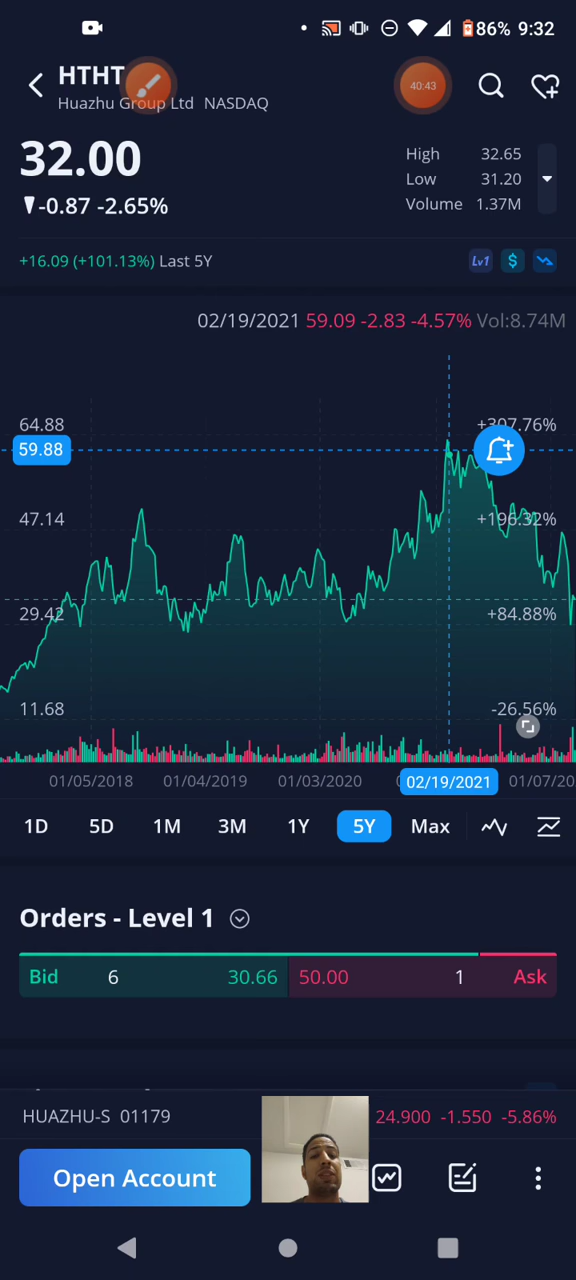 86% 9:32
HTHT
40:43
Huazhu Group Ltd NASDAQ
32.00
-0.87 -2.65%
High 32.65
Low 31.20
Volume 1.37M
+16.09 (+101.13%) Last 5Y
Lv1 $
02/19/2021 59.09 -2.83 -4.57% Vol:8.74M
64.88 +307.76%
59.88
47.14 +196.32%
29.42 +84.88%
11.68 -26.56%
01/05/2018 01/04/2019 01/03/2020 02/19/2021 01/07/20
1D 5D 1M 3M 1Y 5Y Max
Orders - Level 1
Bid 6 30.66 50.00 1 Ask
HUAZHU-S 01179 24.900 -1.550 -5.86%
Open Account